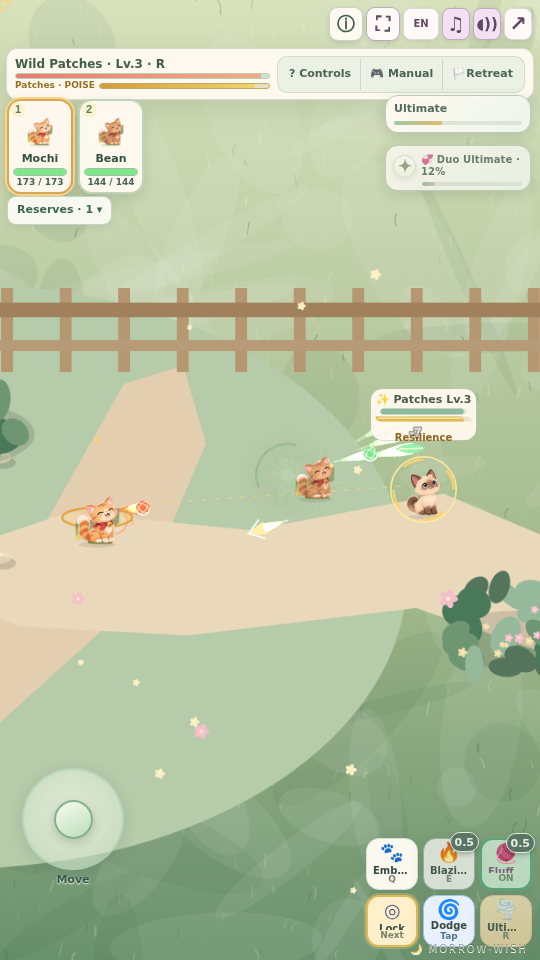 EN
Wild Patches · Lv.3 · R
Patches · POISE
? Controls
Manual
Retreat
1
Mochi
173 / 173
2
Bean
144 / 144
Reserves · 1 ▾
Ultimate
Duo Ultimate ·
12%
Patches Lv.3
Resilience
Move
Emb...
Q
0.5
Blazi...
E
0.5
Fluff
ON
Lock
Next
Dodge
Tap
Ulti...
R
MORROW-WISH